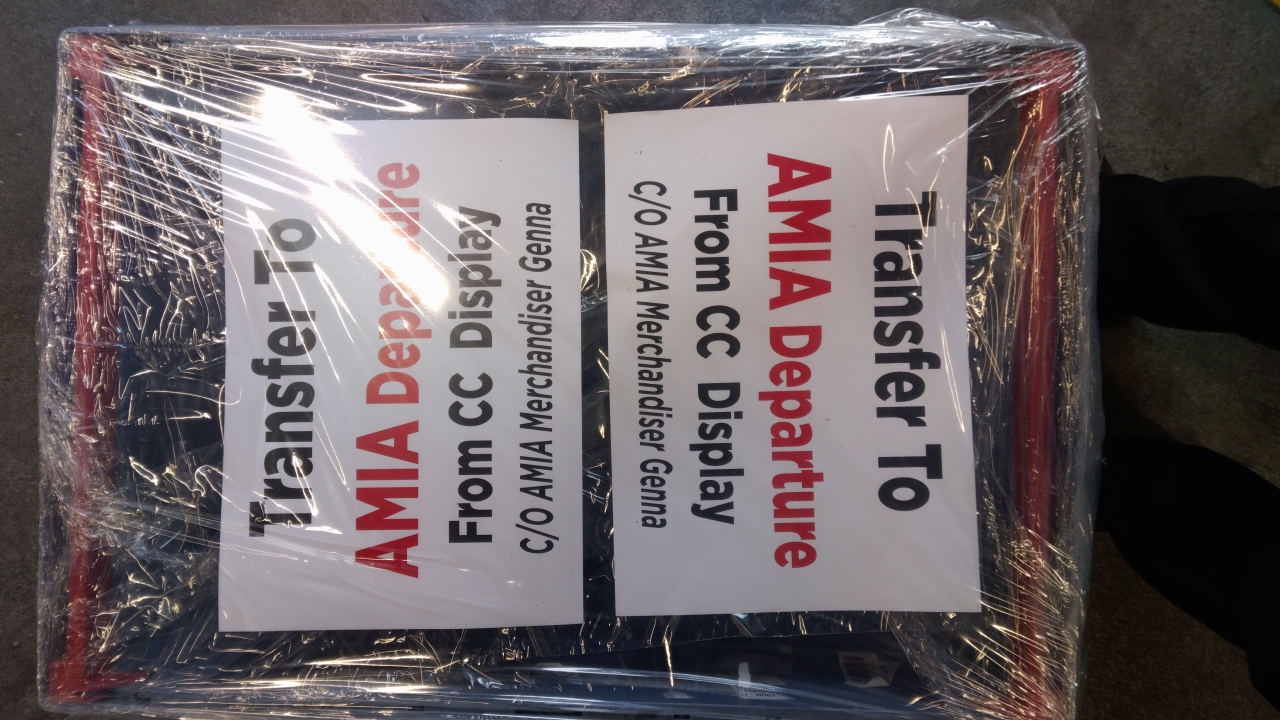 Transfer To
AMIA Departure
From CC Display
C/O AMIA Merchandiser Genna
Transfer To
AMIA Departure
From CC Display
C/O AMIA Merchandiser Genna